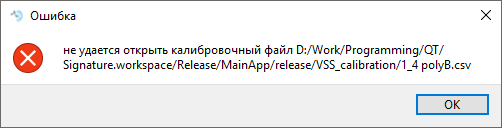 Ошибка
не удается открыть калибровочный файл D:/Work/Programming/QT/
Signature.workspace/Release/MainApp/release/VSS_calibration/1_4 polyB.csv
OK